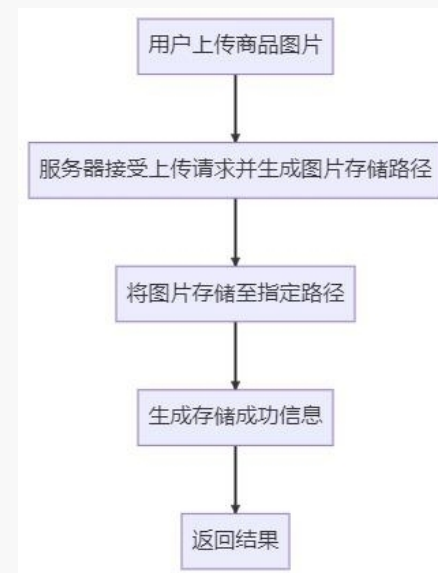 用户上传商品图片
服务器接受上传请求并生成图片存储路径
将图片存储至指定路径
生成存储成功信息
返回结果